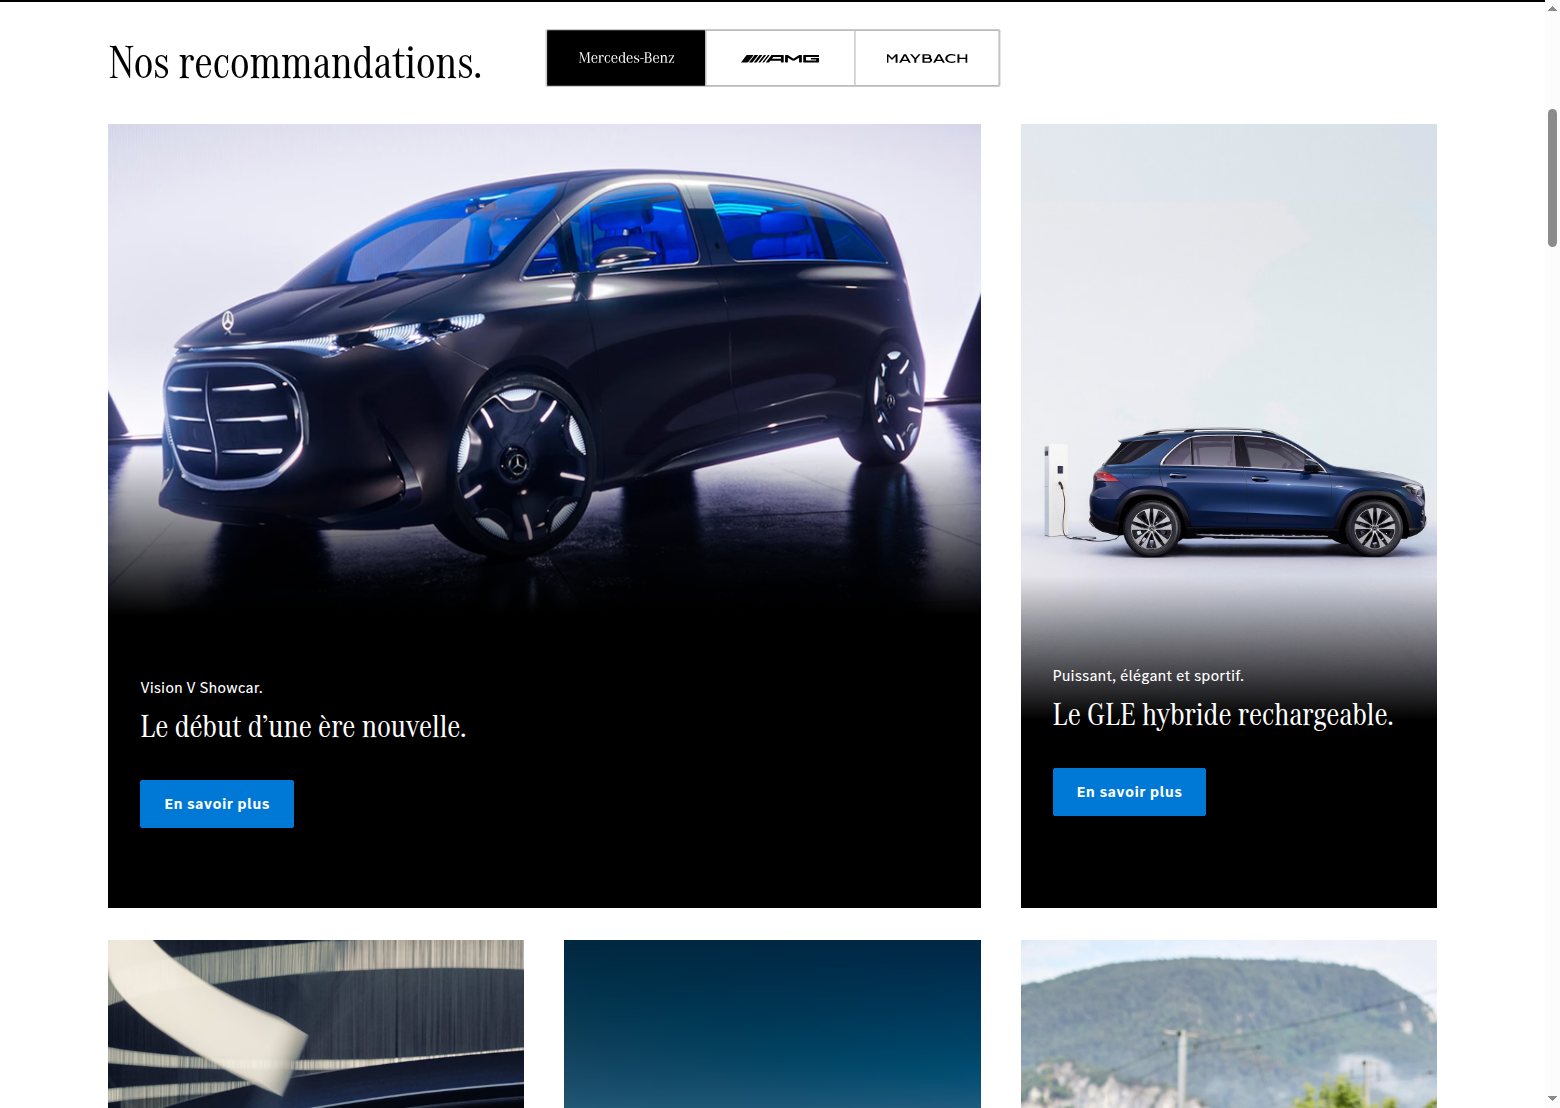 Nos recommandations.
Mercedes-Benz
AMG
MAYBACH
Vision V Showcar.
Le début d’une ère nouvelle.
En savoir plus
Puissant, élégant et sportif.
Le GLE hybride rechargeable.
En savoir plus